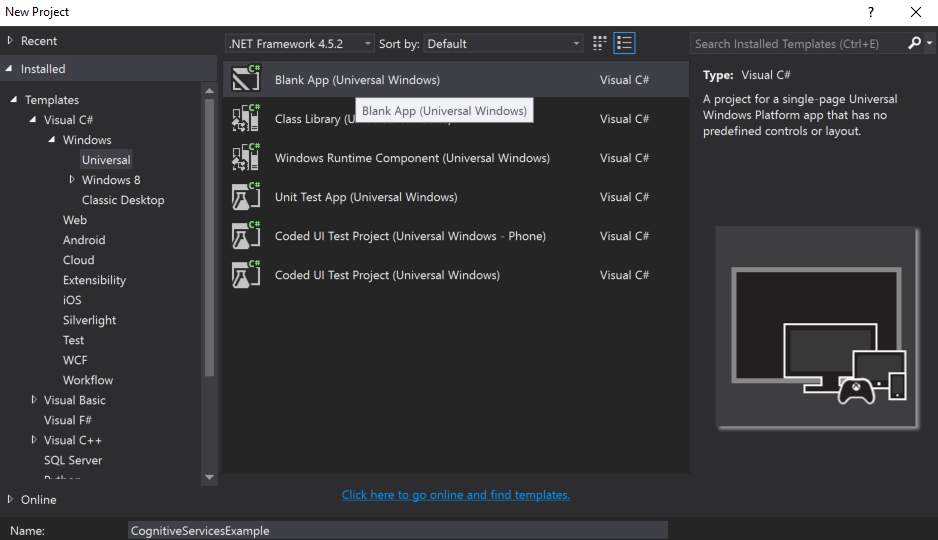 New Project
?
Recent
.NET Framework 4.5.2
Sort by:
Default
Search Installed Templates (Ctrl+E)
Installed
Templates
Visual C#
Windows
Universal
Windows 8
Classic Desktop
Web
Android
Cloud
Extensibility
iOS
Silverlight
Test
WCF
Workflow
Visual Basic
Visual F#
Visual C++
SQL Server
Online
C#
Blank App (Universal Windows)
Visual C#
Blank App (Universal Windows)
C#
Class Library (U
Visual C#
C#
Windows Runtime Component (Universal Windows)
Visual C#
C#
Unit Test App (Universal Windows)
Visual C#
C#
Coded UI Test Project (Universal Windows - Phone)
Visual C#
C#
Coded UI Test Project (Universal Windows)
Visual C#
Click here to go online and find templates.
Type: Visual C#
A project for a single-page Universal
Windows Platform app that has no
predefined controls or layout.
Name:
CognitiveServicesExample